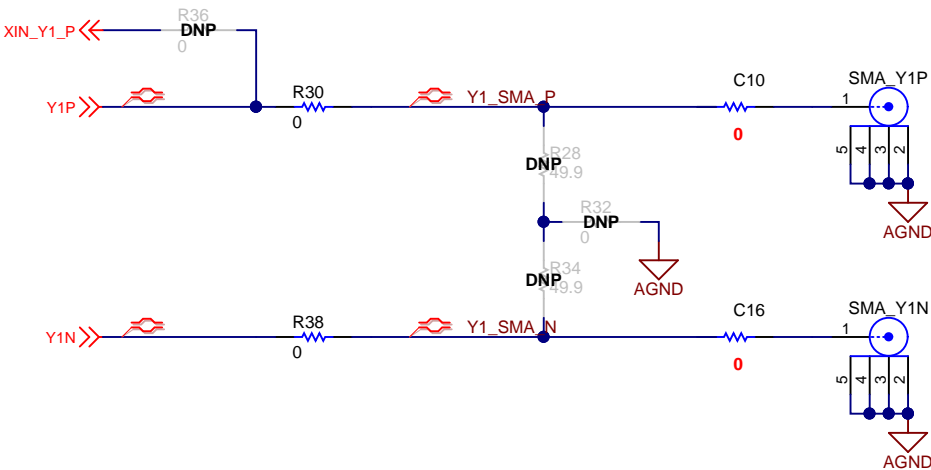 R36
XIN_Y1_P
DNP
0
Y1P
R30
0
Y1_SMA_P
C10
0
SMA_Y1P
1
5
4
3
2
AGND
R28
DNP
49.9
R32
DNP
0
AGND
R34
DNP
49.9
Y1N
R38
0
Y1_SMA_N
C16
0
SMA_Y1N
1
5
4
3
2
AGND